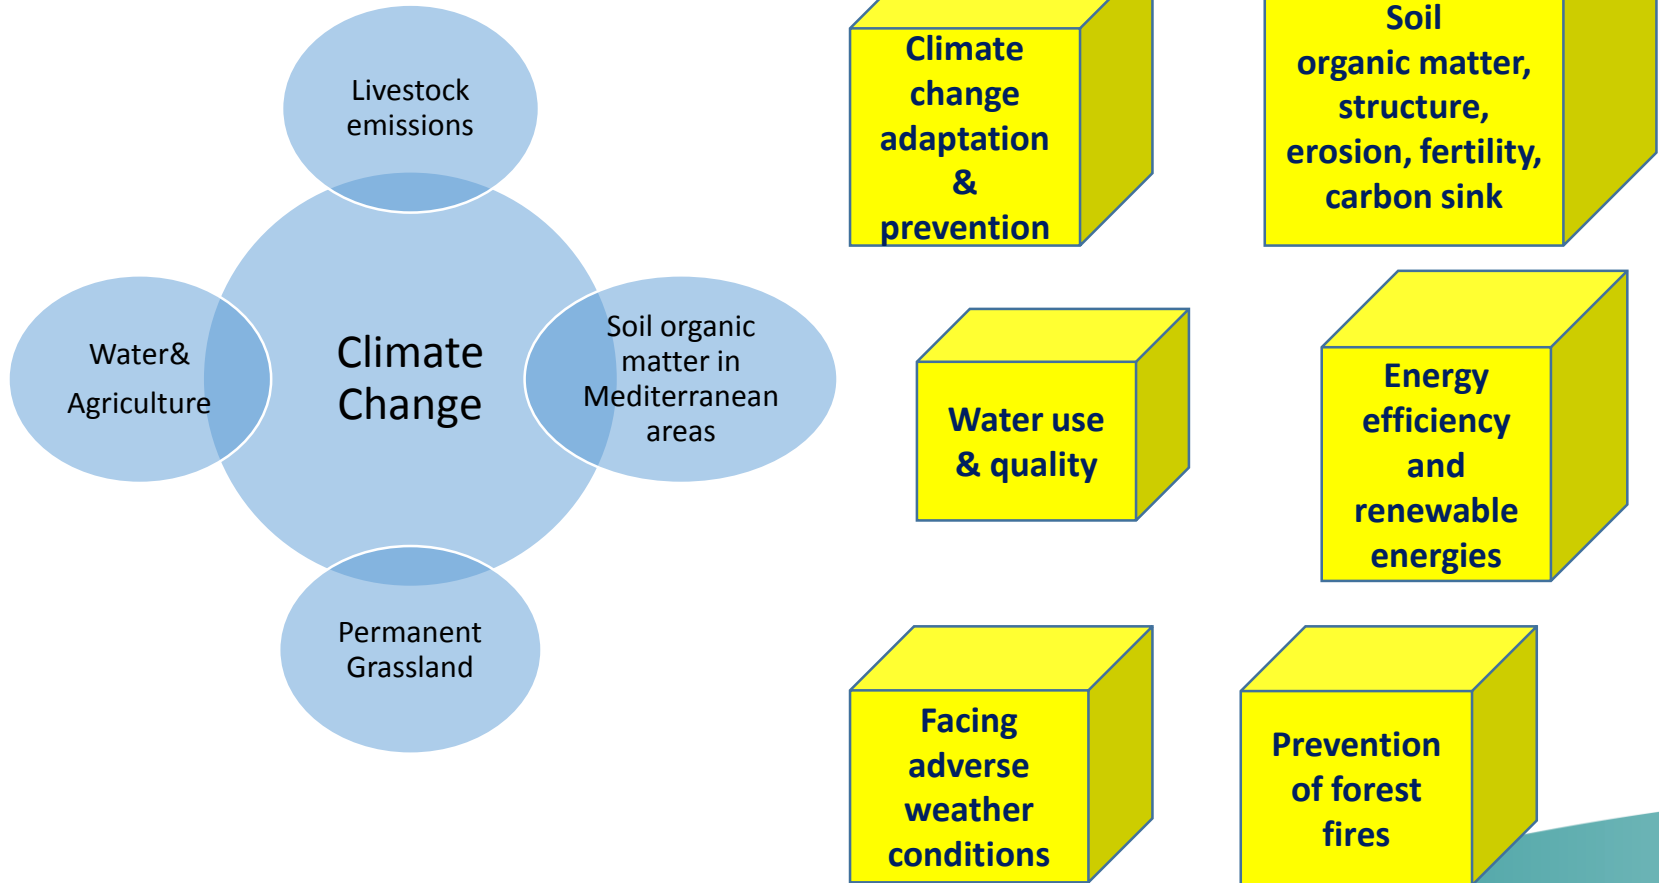 Livestock
emissions
Water&
Agriculture
Climate
Change
Soil organic
matter in
Mediterranean
areas
Permanent
Grassland
Climate
change
adaptation
&
prevention
Soil
organic matter,
structure,
erosion, fertility,
carbon sink
Water use
& quality
Energy
efficiency
and
renewable
energies
Facing
adverse
weather
conditions
Prevention
of forest
fires